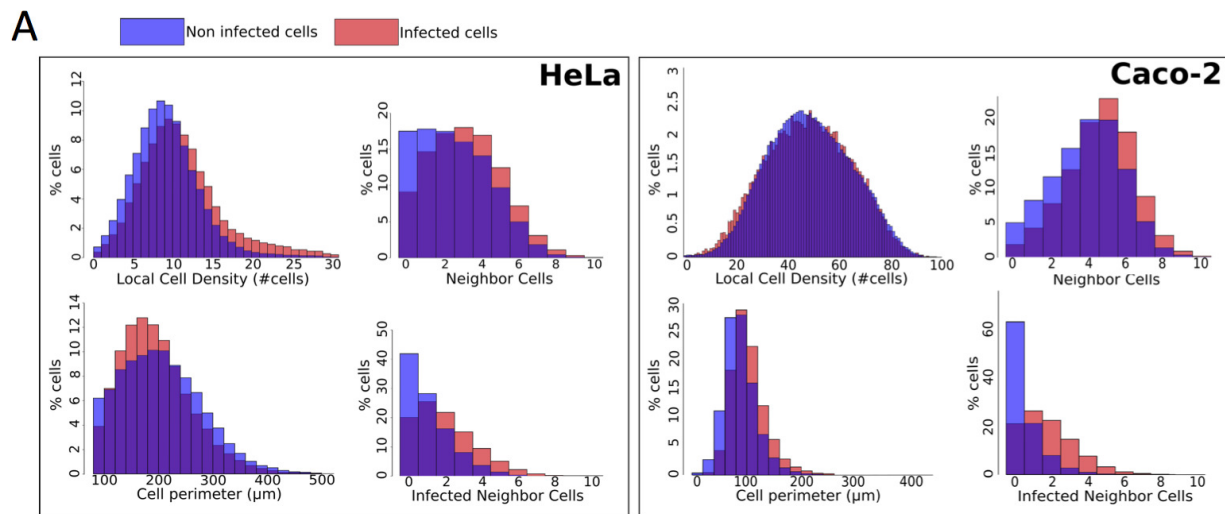 A
Non infected cells
Infected cells
HeLa
% cells
0 2 4 6 8 10 12
0 5 10 15 20 25 30
Local Cell Density (#cells)
% cells
0 5 10 15 20
0 2 4 6 8 10
Neighbor Cells
% cells
0 2 4 6 8 10 12 14
100 200 300 400 500
Cell perimeter (µm)
% cells
0 10 20 30 40 50
0 2 4 6 8 10
Infected Neighbor Cells
Caco-2
% cells
0 0.5 1 1.5 2 2.5 3
0 20 40 60 80 100
Local Cell Density (#cells)
% cells
0 5 10 15 20
0 2 4 6 8 10
Neighbor Cells
% cells
0 5 10 15 20 25 30
0 100 200 300 400
Cell perimeter (µm)
% cells
0 20 40 60
0 2 4 6 8 10
Infected Neighbor Cells